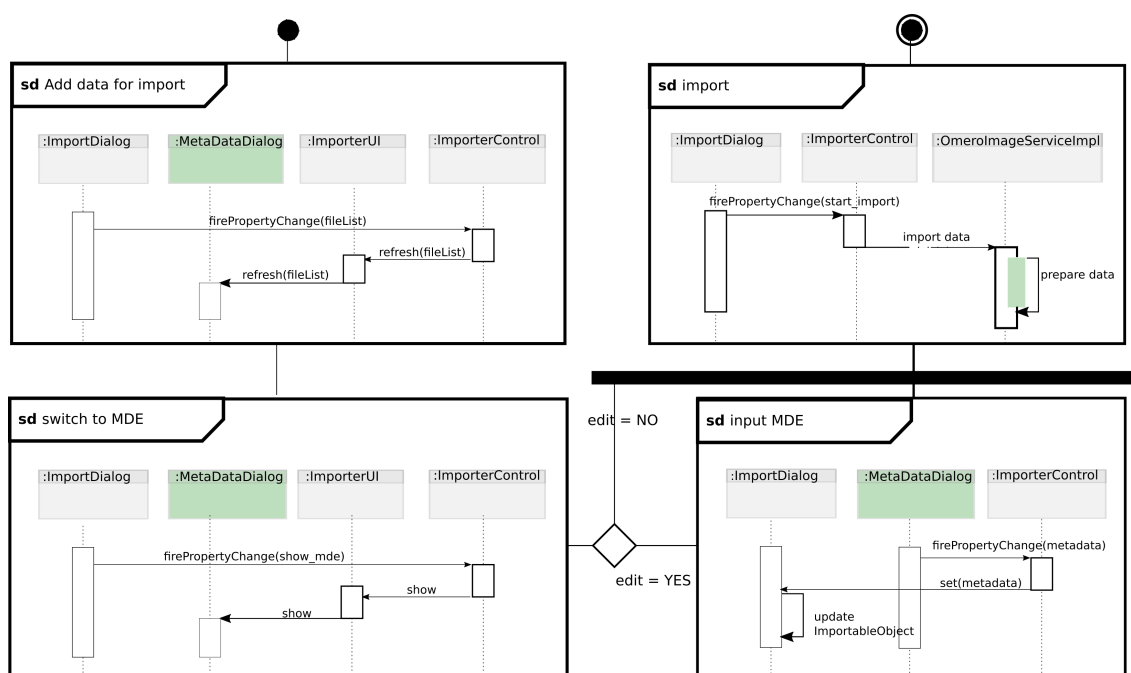 sd Add data for import
:ImportDialog
:MetaDataDialog
:ImporterUI
:ImporterControl
firePropertyChange(fileList)
refresh(fileList)
refresh(fileList)
sd import
:ImportDialog
:ImporterControl
:OmeroImageServiceImpl
firePropertyChange(start_import)
import data
prepare data
sd switch to MDE
:ImportDialog
:MetaDataDialog
:ImporterUI
:ImporterControl
firePropertyChange(show_mde)
show
show
edit = NO
edit = YES
sd input MDE
:ImportDialog
:MetaDataDialog
:ImporterControl
firePropertyChange(metadata)
set(metadata)
update
ImportableObject